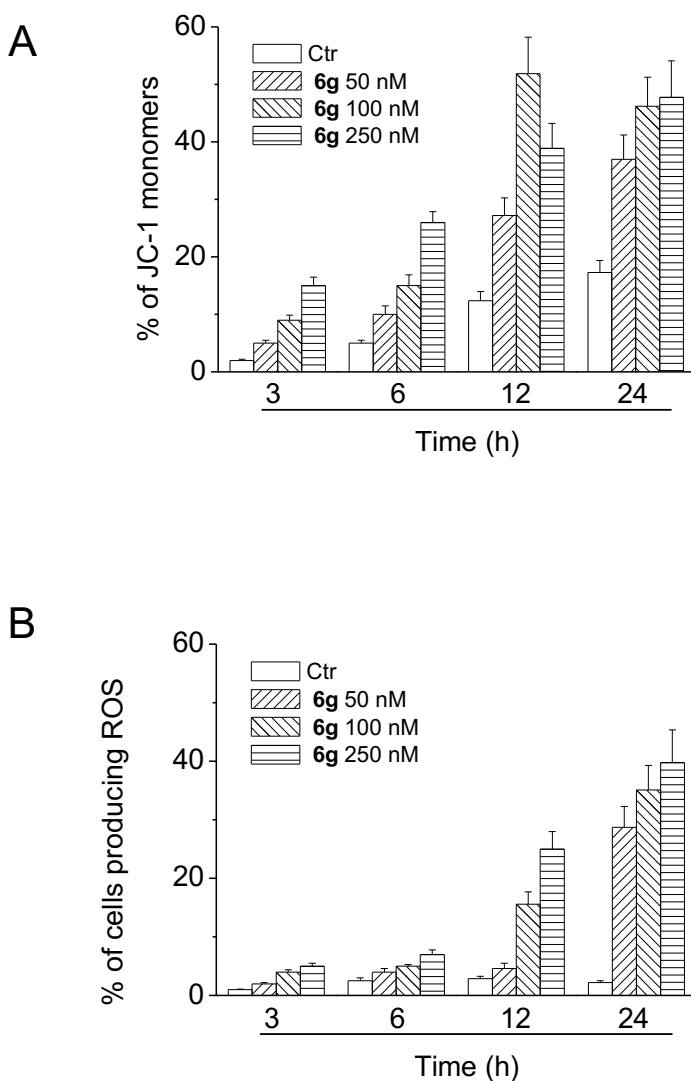 A
60
40
20
0
% of JC-1 monomers
Ctr
6g 50 nM
6g 100 nM
6g 250 nM
3 6 12 24
Time (h)
B
60
40
20
0
% of cells producing ROS
Ctr
6g 50 nM
6g 100 nM
6g 250 nM
3 6 12 24
Time (h)